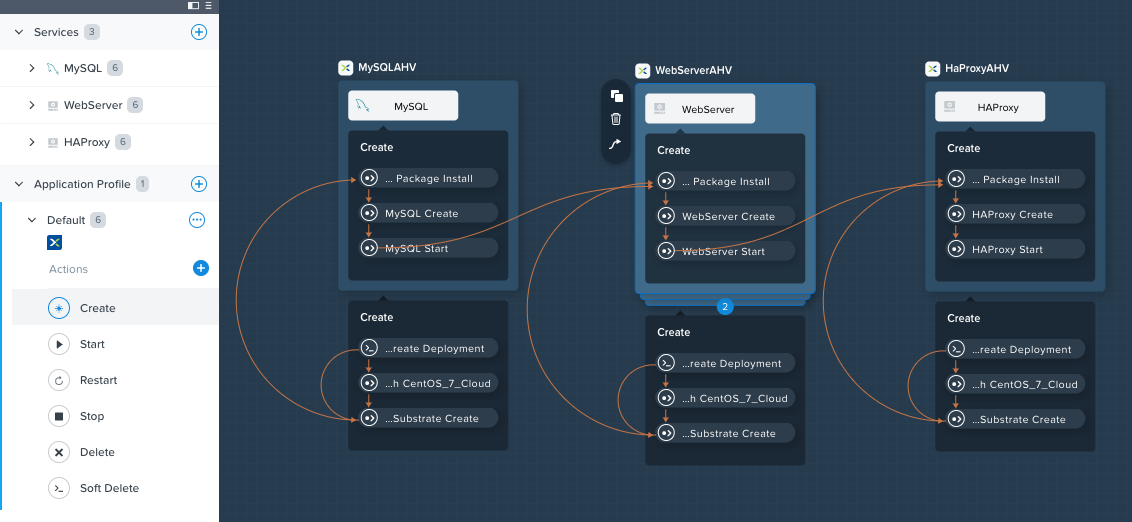 Services 3
MySQL 6
WebServer 6
HAProxy 6
Application Profile 1
Default 6
Actions
Create
Start
Restart
Stop
Delete
Soft Delete
MySQLAHV
MySQL
Create
... Package Install
MySQL Create
MySQL Start
Create
...reate Deployment
...h CentOS_7_Cloud
...Substrate Create
WebServerAHV
WebServer
Create
... Package Install
WebServer Create
WebServer Start
2
Create
...reate Deployment
...h CentOS_7_Cloud
...Substrate Create
HaProxyAHV
HAProxy
Create
... Package Install
HAProxy Create
HAProxy Start
Create
...reate Deployment
...h CentOS_7_Cloud
...Substrate Create